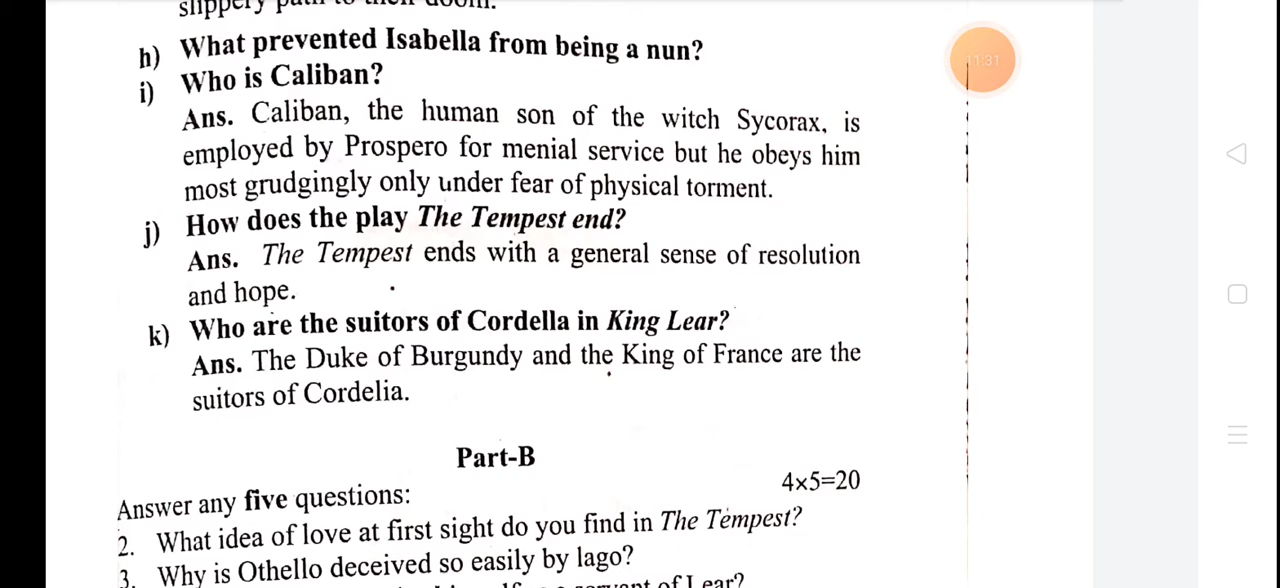 slippery
h) What prevented Isabella from being a nun?
i) Who is Caliban?
Ans. Caliban, the human son of the witch Sycorax, is
employed by Prospero for menial service but he obeys him
most grudgingly only under fear of physical torment.
j) How does the play The Tempest end?
Ans. The Tempest ends with a general sense of resolution
and hope.
k) Who are the suitors of Cordella in King Lear?
Ans. The Duke of Burgundy and the King of France are the
suitors of Cordelia.
Part-B
Answer any five questions: 4×5=20
2. What idea of love at first sight do you find in The Tempest?
3. Why is Othello deceived so easily by Iago?
of Lear?
11:31